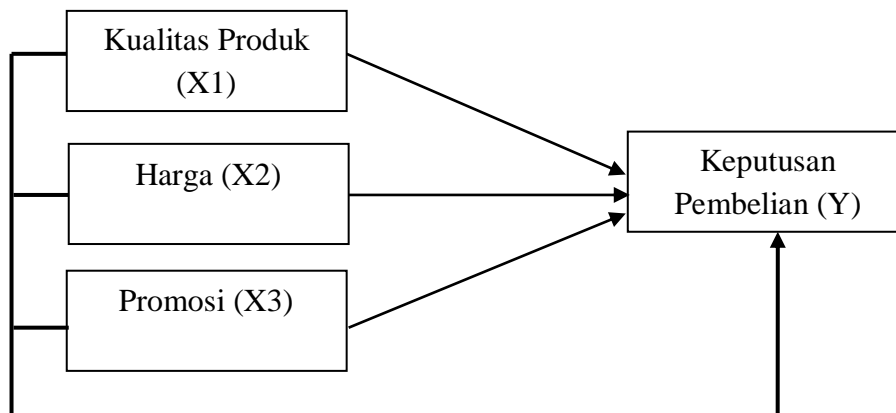 Kualitas Produk
(X1)
Harga (X2)
Promosi (X3)
Keputusan
Pembelian (Y)